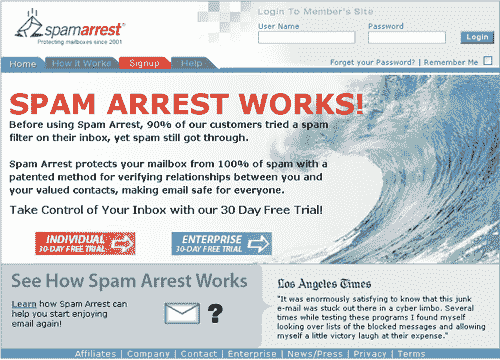 spamarrest®
Protecting mailboxes since 2001
Login To Member's Site
User Name Password
Login
Forget your Password? | Remember Me
Home How It Works Signup Help
SPAM ARREST WORKS!
Before using Spam Arrest, 90% of our customers tried a spam
filter on their inbox, yet spam still got through.
Spam Arrest protects your mailbox from 100% of spam with a
patented method for verifying relationships between you and
your valued contacts, making email safe for everyone.
Take Control of Your Inbox with our 30 Day Free Trial!
INDIVIDUAL
30-DAY FREE TRIAL
ENTERPRISE
30-DAY FREE TRIAL
See How Spam Arrest Works
Learn how Spam Arrest can
help you start enjoying
email again!
?
Los Angeles Times
"It was enormously satisfying to know that this junk
e-mail was stuck out there in a cyber limbo. Several
times while testing these programs I found myself
looking over lists of the blocked messages and allowing
myself a little victory laugh at their expense."
Affiliates | Company | Contact | Enterprise | News/Press | Privacy | Terms